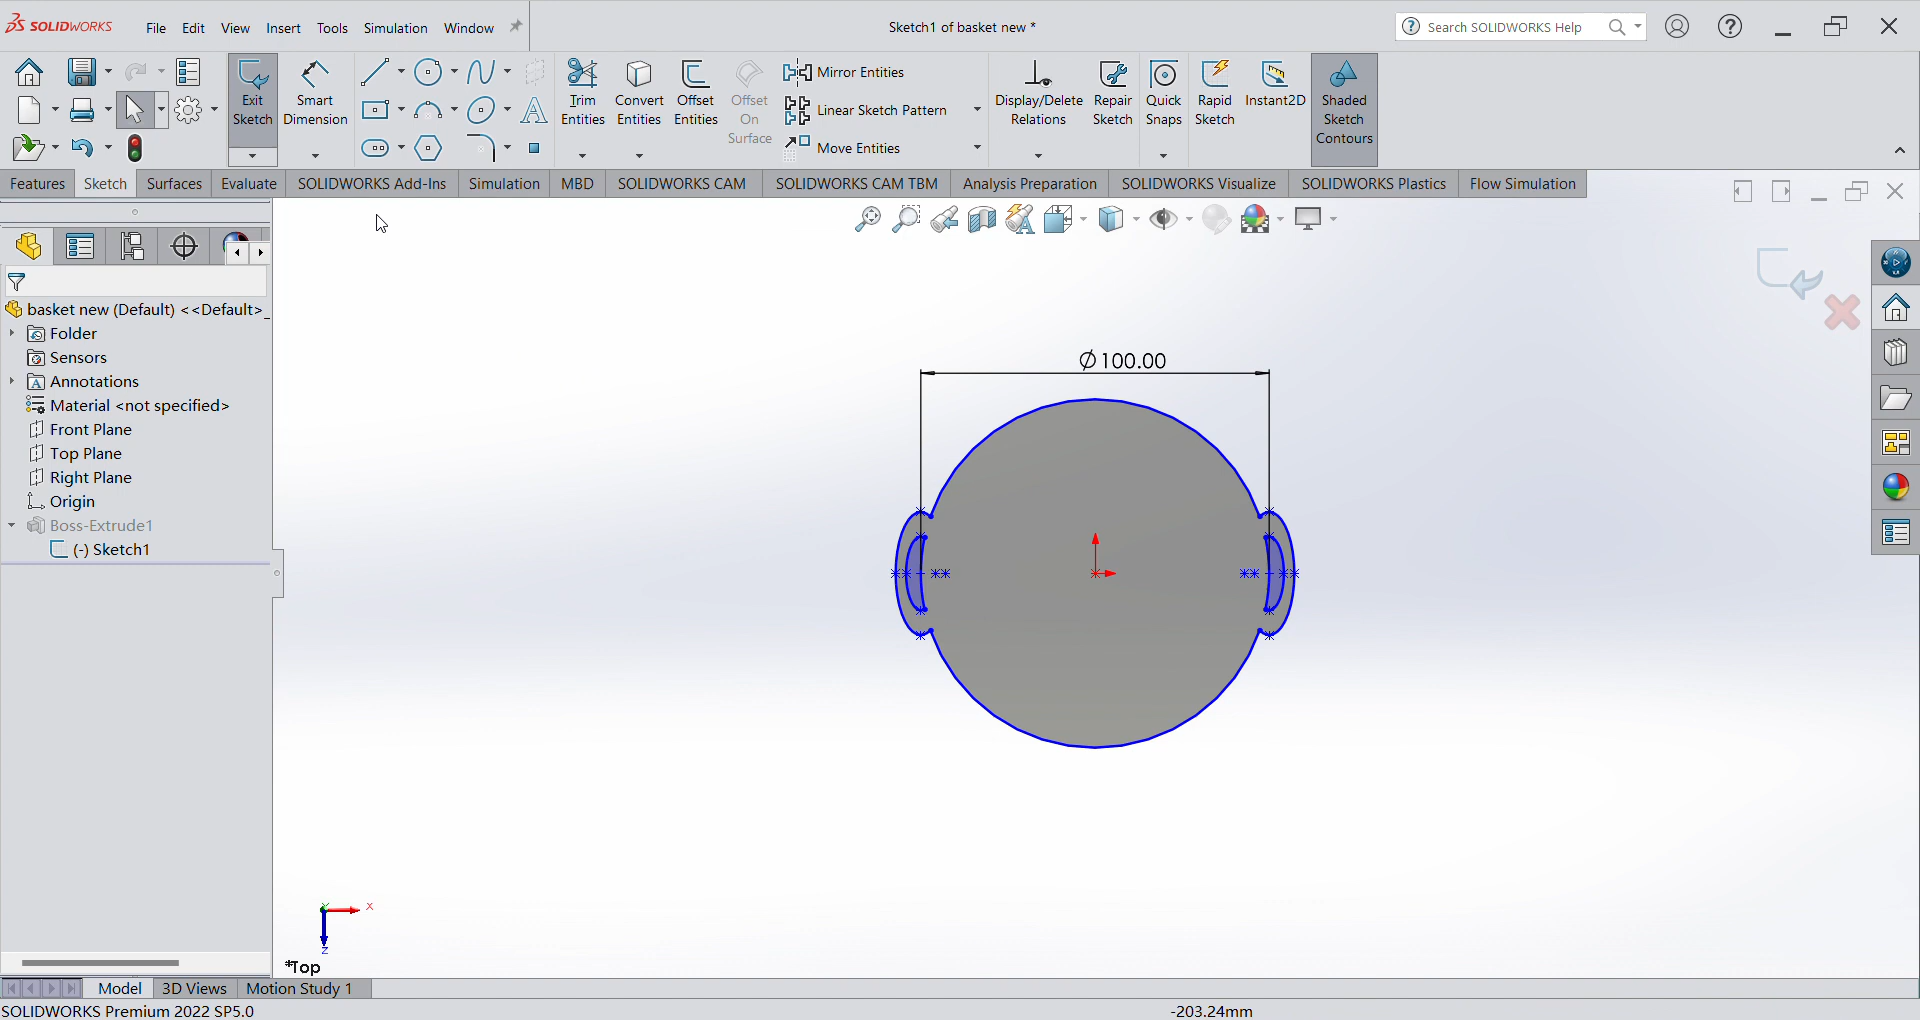 SOLIDWORKS File Edit View Insert Tools Simulation Window Sketch1 of basket new * Search SOLIDWORKS Help
Exit Sketch
Smart Dimension
Trim Entities
Convert Entities
Offset Entities
Offset On Surface
Mirror Entities
Linear Sketch Pattern
Move Entities
Display/Delete Relations
Repair Sketch
Quick Snaps
Rapid Sketch
Instant2D
Shaded Sketch Contours
Features Sketch Surfaces Evaluate SOLIDWORKS Add-Ins Simulation MBD SOLIDWORKS CAM SOLIDWORKS CAM TBM Analysis Preparation SOLIDWORKS Visualize SOLIDWORKS Plastics Flow Simulation
basket new (Default) <<Default>_
Folder
Sensors
Annotations
Material <not specified>
Front Plane
Top Plane
Right Plane
Origin
Boss-Extrude1
(-) Sketch1
Ø100.00
Y
X
Z
*Top
Model 3D Views Motion Study 1
SOLIDWORKS Premium 2022 SP5.0 -203.24mm